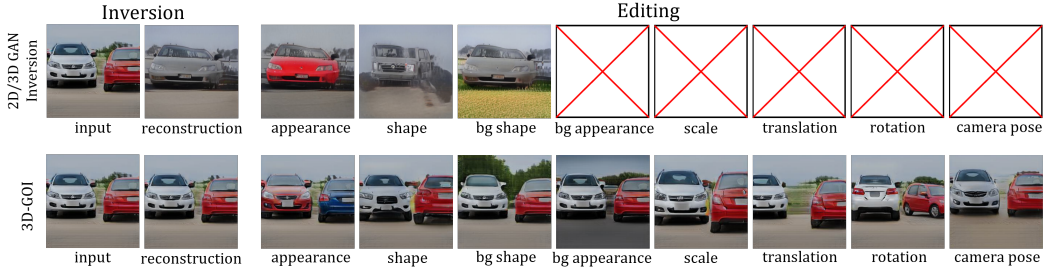 Inversion
Editing
2D/3D GAN
Inversion
input
reconstruction
appearance
shape
bg shape
bg appearance
scale
translation
rotation
camera pose
3D-GOI
input
reconstruction
appearance
shape
bg shape
bg appearance
scale
translation
rotation
camera pose